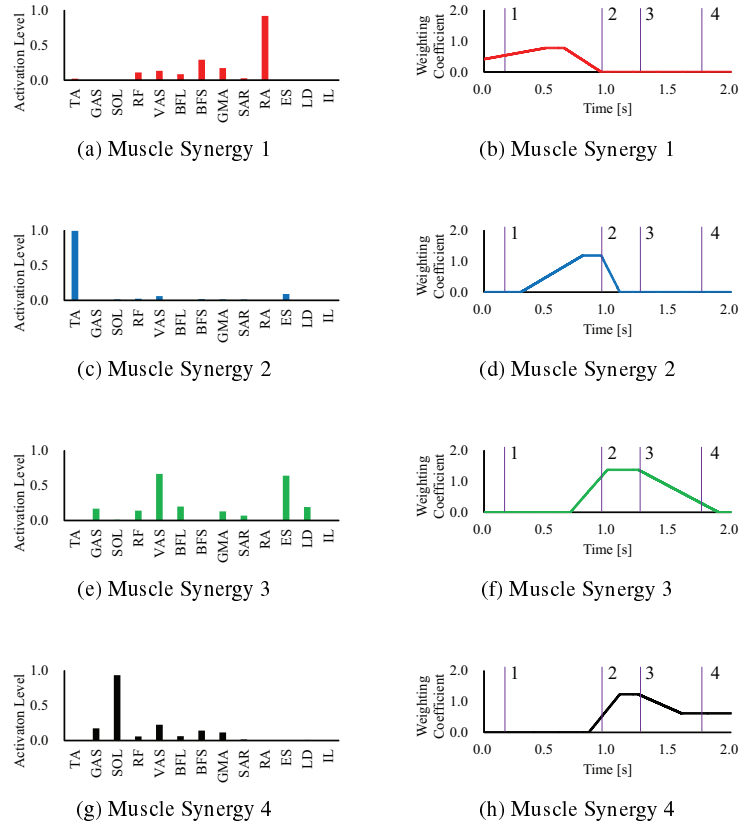 Activation Level
1.0
0.5
0.0
TA GAS SOL RF VAS BFL BFS GMA SAR RA ES LD IL
(a) Muscle Synergy 1
Weighting
Coefficient
2.0
1.0
0.0
1 2 3 4
0.0 0.5 1.0 1.5 2.0
Time [s]
(b) Muscle Synergy 1
Activation Level
1.0
0.5
0.0
TA GAS SOL RF VAS BFL BFS GMA SAR RA ES LD IL
(c) Muscle Synergy 2
Weighting
Coefficient
2.0
1.0
0.0
1 2 3 4
0.0 0.5 1.0 1.5 2.0
Time [s]
(d) Muscle Synergy 2
Activation Level
1.0
0.5
0.0
TA GAS SOL RF VAS BFL BFS GMA SAR RA ES LD IL
(e) Muscle Synergy 3
Weighting
Coefficient
2.0
1.0
0.0
1 2 3 4
0.0 0.5 1.0 1.5 2.0
Time [s]
(f) Muscle Synergy 3
Activation Level
1.0
0.5
0.0
TA GAS SOL RF VAS BFL BFS GMA SAR RA ES LD IL
(g) Muscle Synergy 4
Weighting
Coefficient
2.0
1.0
0.0
1 2 3 4
0.0 0.5 1.0 1.5 2.0
Time [s]
(h) Muscle Synergy 4